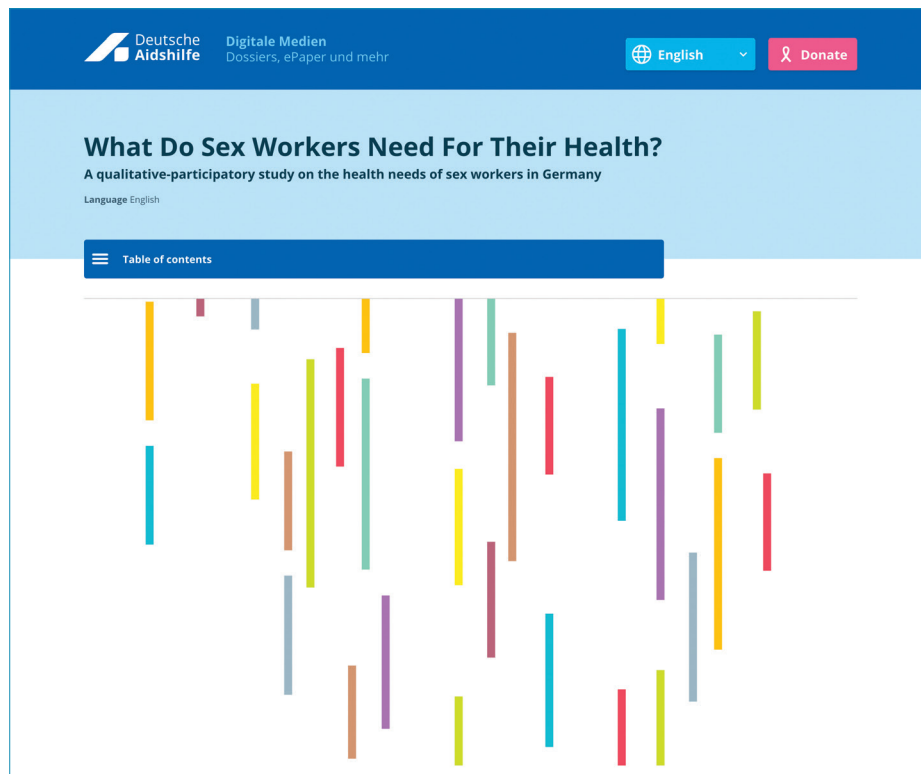 Deutsche
Aidshilfe
Digitale Medien
Dossiers, ePaper und mehr
English
Donate
What Do Sex Workers Need For Their Health?
A qualitative-participatory study on the health needs of sex workers in Germany
Language English
Table of contents